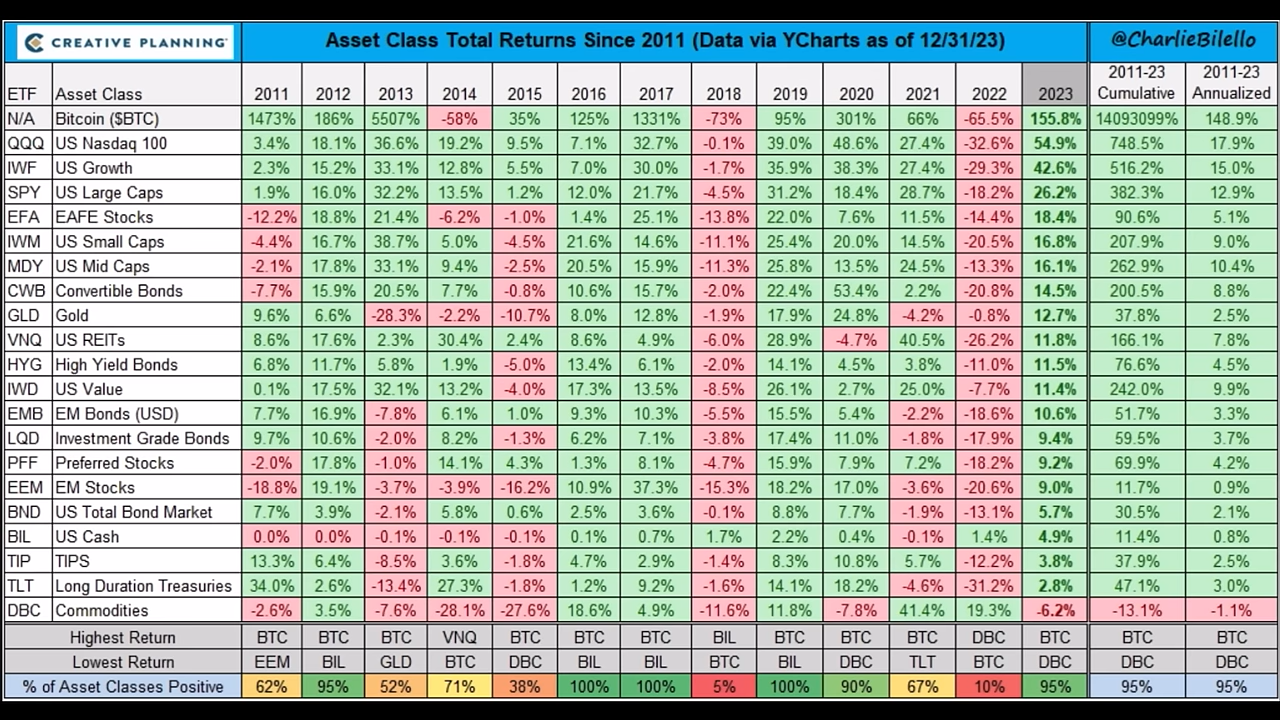 CREATIVE PLANNING
Asset Class Total Returns Since 2011 (Data via YCharts as of 12/31/23)
@CharlieBilello
ETF Asset Class 2011 2012 2013 2014 2015 2016 2017 2018 2019 2020 2021 2022 2023 2011-23 Cumulative 2011-23 Annualized
N/A Bitcoin ($BTC) 1473% 186% 5507% -58% 35% 125% 1331% -73% 95% 301% 66% -65.5% 155.8% 14093099% 148.9%
QQQ US Nasdaq 100 3.4% 18.1% 36.6% 19.2% 9.5% 7.1% 32.7% -0.1% 39.0% 48.6% 27.4% -32.6% 54.9% 748.5% 17.9%
IWF US Growth 2.3% 15.2% 33.1% 12.8% 5.5% 7.0% 30.0% -1.7% 35.9% 38.3% 27.4% -29.3% 42.6% 516.2% 15.0%
SPY US Large Caps 1.9% 16.0% 32.2% 13.5% 1.2% 12.0% 21.7% -4.5% 31.2% 18.4% 28.7% -18.2% 26.2% 382.3% 12.9%
EFA EAFE Stocks -12.2% 18.8% 21.4% -6.2% -1.0% 1.4% 25.1% -13.8% 22.0% 7.6% 11.5% -14.4% 18.4% 90.6% 5.1%
IWM US Small Caps -4.4% 16.7% 38.7% 5.0% -4.5% 21.6% 14.6% -11.1% 25.4% 20.0% 14.5% -20.5% 16.8% 207.9% 9.0%
MDY US Mid Caps -2.1% 17.8% 33.1% 9.4% -2.5% 20.5% 15.9% -11.3% 25.8% 13.5% 24.5% -13.3% 16.1% 262.9% 10.4%
CWB Convertible Bonds -7.7% 15.9% 20.5% 7.7% -0.8% 10.6% 15.7% -2.0% 22.4% 53.4% 2.2% -20.8% 14.5% 200.5% 8.8%
GLD Gold 9.6% 6.6% -28.3% -2.2% -10.7% 8.0% 12.8% -1.9% 17.9% 24.8% -4.2% -0.8% 12.7% 37.8% 2.5%
VNQ US REITs 8.6% 17.6% 2.3% 30.4% 2.4% 8.6% 4.9% -6.0% 28.9% -4.7% 40.5% -26.2% 11.8% 166.1% 7.8%
HYG High Yield Bonds 6.8% 11.7% 5.8% 1.9% -5.0% 13.4% 6.1% -2.0% 14.1% 4.5% 3.8% -11.0% 11.5% 76.6% 4.5%
IWD US Value 0.1% 17.5% 32.1% 13.2% -4.0% 17.3% 13.5% -8.5% 26.1% 2.7% 25.0% -7.7% 11.4% 242.0% 9.9%
EMB EM Bonds (USD) 7.7% 16.9% -7.8% 6.1% 1.0% 9.3% 10.3% -5.5% 15.5% 5.4% -2.2% -18.6% 10.6% 51.7% 3.3%
LQD Investment Grade Bonds 9.7% 10.6% -2.0% 8.2% -1.3% 6.2% 7.1% -3.8% 17.4% 11.0% -1.8% -17.9% 9.4% 59.5% 3.7%
PFF Preferred Stocks -2.0% 17.8% -1.0% 14.1% 4.3% 1.3% 8.1% -4.7% 15.9% 7.9% 7.2% -18.2% 9.2% 69.9% 4.2%
EEM EM Stocks -18.8% 19.1% -3.7% -3.9% -16.2% 10.9% 37.3% -15.3% 18.2% 17.0% -3.6% -20.6% 9.0% 11.7% 0.9%
BND US Total Bond Market 7.7% 3.9% -2.1% 5.8% 0.6% 2.5% 3.6% -0.1% 8.8% 7.7% -1.9% -13.1% 5.7% 30.5% 2.1%
BIL US Cash 0.0% 0.0% -0.1% -0.1% -0.1% 0.1% 0.7% 1.7% 2.2% 0.4% -0.1% 1.4% 4.9% 11.4% 0.8%
TIP TIPS 13.3% 6.4% -8.5% 3.6% -1.8% 4.7% 2.9% -1.4% 8.3% 10.8% 5.7% -12.2% 3.8% 37.9% 2.5%
TLT Long Duration Treasuries 34.0% 2.6% -13.4% 27.3% -1.8% 1.2% 9.2% -1.6% 14.1% 18.2% -4.6% -31.2% 2.8% 47.1% 3.0%
DBC Commodities -2.6% 3.5% -7.6% -28.1% -27.6% 18.6% 4.9% -11.6% 11.8% -7.8% 41.4% 19.3% -6.2% -13.1% -1.1%
Highest Return BTC BTC BTC VNQ BTC BTC BTC BIL BTC BTC BTC DBC BTC BTC BTC
Lowest Return EEM BIL GLD BTC DBC BIL BIL BTC BIL DBC TLT BTC DBC DBC DBC
% of Asset Classes Positive 62% 95% 52% 71% 38% 100% 100% 5% 100% 90% 67% 10% 95% 95% 95%